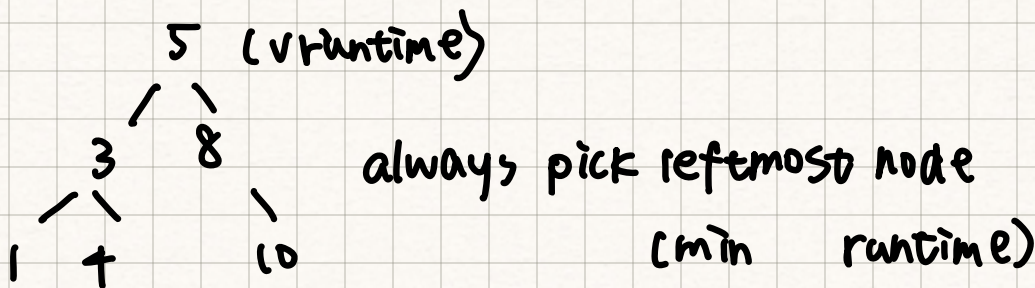 5 (vruntime)
3 8
always pick leftmost node
1 4 10
(min runtime)